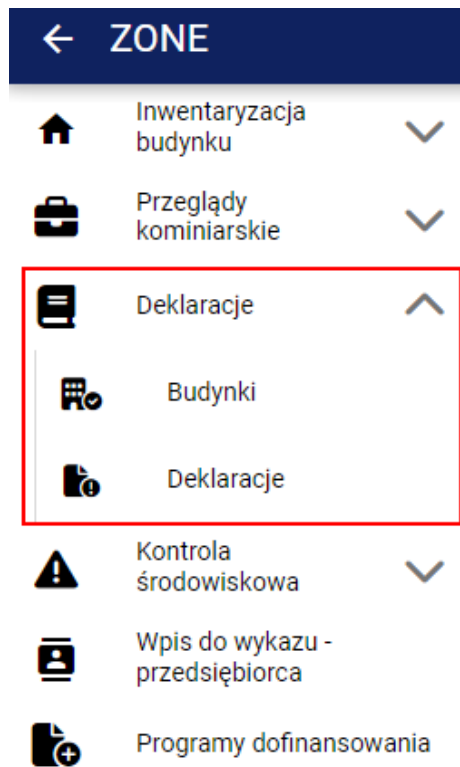 ZONE
Inwentaryzacja
budynku
Przeglądy
kominiarskie
Deklaracje
Budynki
Deklaracje
Kontrola
środowiskowa
Wpis do wykazu -
przedsiębiorca
Programy dofinansowania